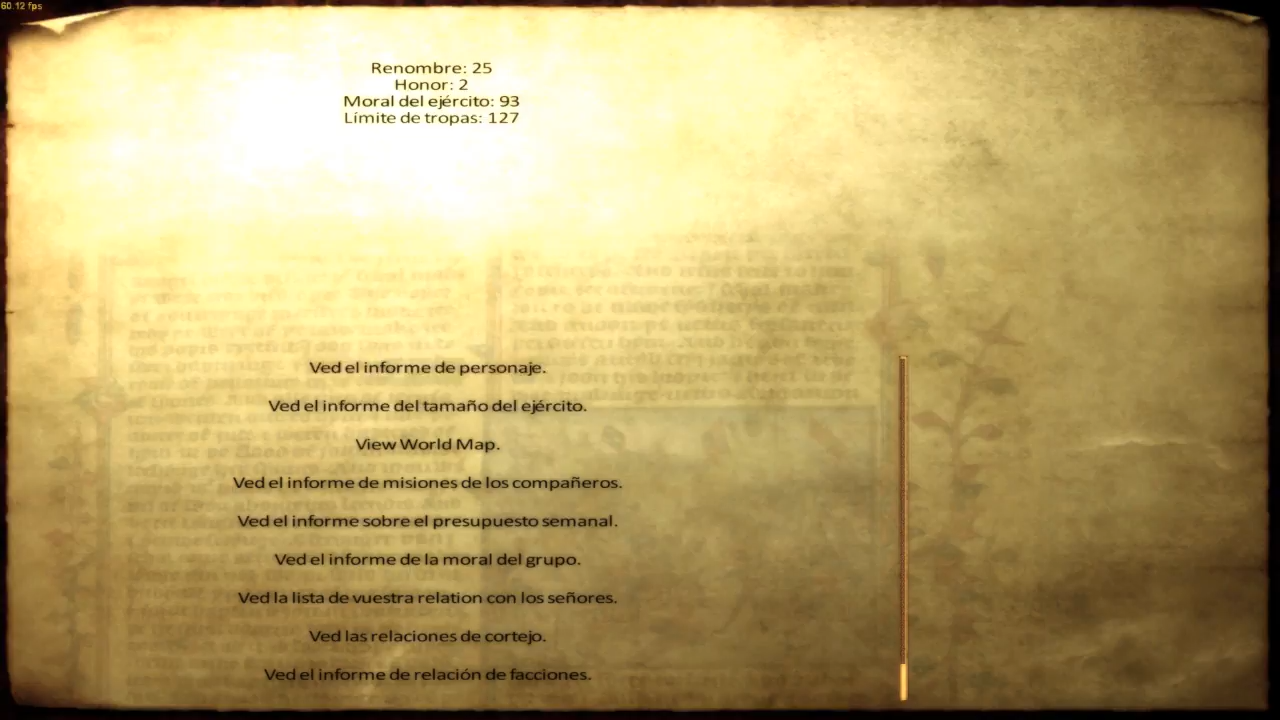 60.12 fps
Renombre: 25
Honor: 2
Moral del ejército: 93
Límite de tropas: 127
Ved el informe de personaje.
Ved el informe del tamaño del ejército.
View World Map.
Ved el informe de misiones de los compañeros.
Ved el informe sobre el presupuesto semanal.
Ved el informe de la moral del grupo.
Ved la lista de vuestra relation con los señores.
Ved las relaciones de cortejo.
Ved el informe de relación de facciones.